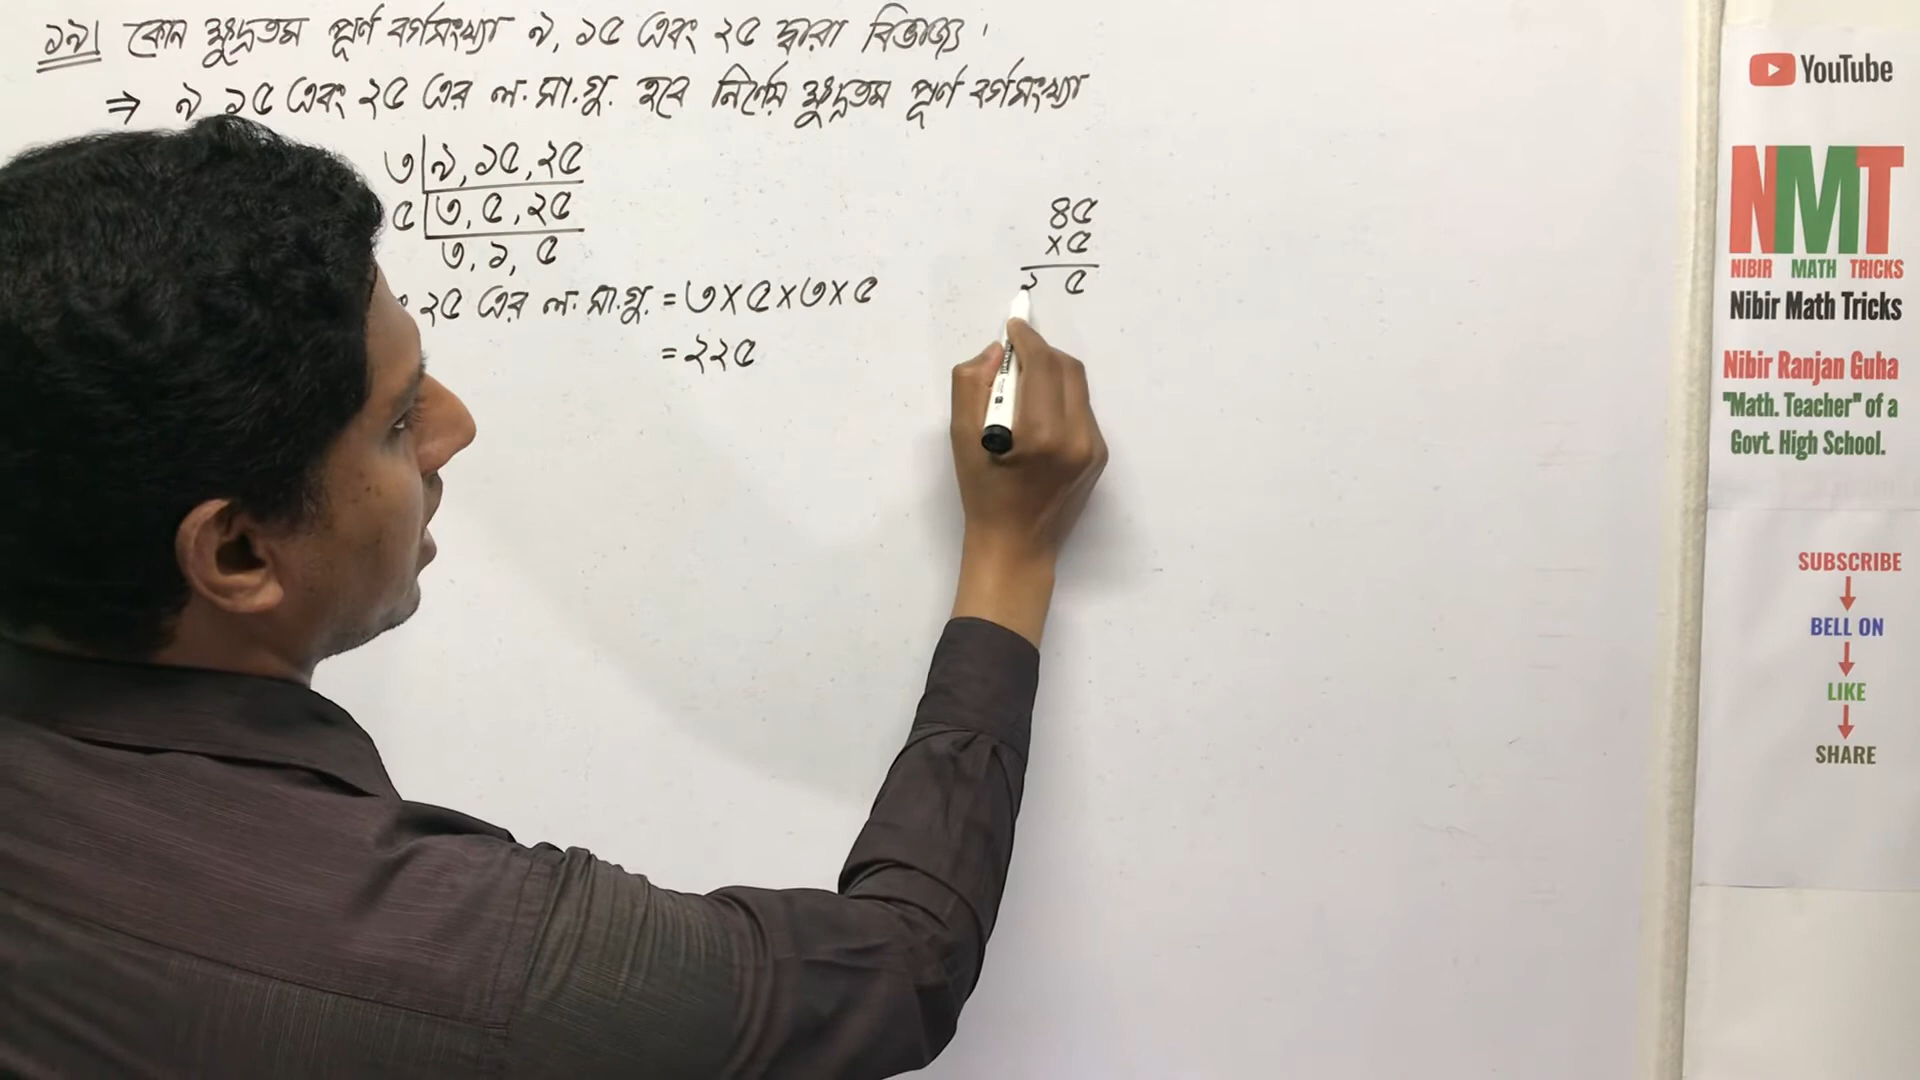 ১৯। কোন ক্ষুদ্রতম পূর্ণ বর্গসংখ্যা ৯, ১৫ এবং ২৫ দ্বারা বিভাজ্য।
⇒ ৯ ১৫ এবং ২৫ এর ল.সা.গু. হবে নির্ণেয় ক্ষুদ্রতম পূর্ণ বর্গসংখ্যা
৩ | ৯, ১৫, ২৫
৫ | ৩, ৫, ২৫
৩, ১, ৫
২৫ এর ল.সা.গু. = ৩×৫×৩×৫
= ২২৫
৪৫
×৫
২ ৫
YouTube
NMT
NIBIR MATH TRICKS
Nibir Math Tricks
Nibir Ranjan Guha
"Math. Teacher" of a
Govt. High School.
SUBSCRIBE
BELL ON
LIKE
SHARE